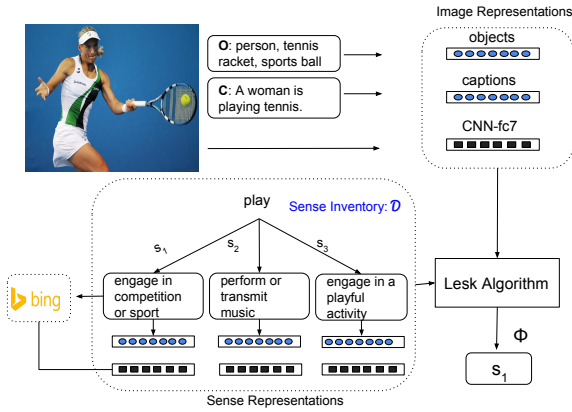 Image Representations
O: person, tennis
racket, sports ball
objects
C: A woman is
playing tennis.
captions
CNN-fc7
play
Sense Inventory: D
s1
s2
s3
engage in
competition
or sport
perform or
transmit
music
engage in a
playful
activity
bing
Lesk Algorithm
Φ
s1
Sense Representations